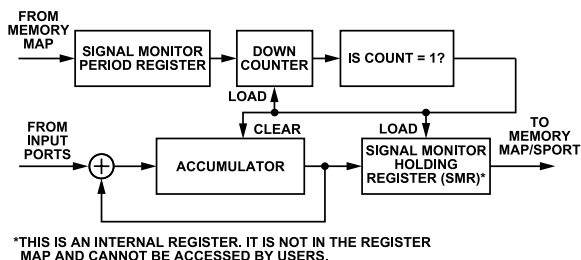 FROM
MEMORY
MAP
SIGNAL MONITOR
PERIOD REGISTER
DOWN
COUNTER
IS COUNT = 1?
LOAD
FROM
INPUT
PORTS
+
CLEAR
ACCUMULATOR
LOAD
SIGNAL MONITOR
HOLDING
REGISTER (SMR)*
TO
MEMORY
MAP/SPORT
*THIS IS AN INTERNAL REGISTER. IT IS NOT IN THE REGISTER
MAP AND CANNOT BE ACCESSED BY USERS.